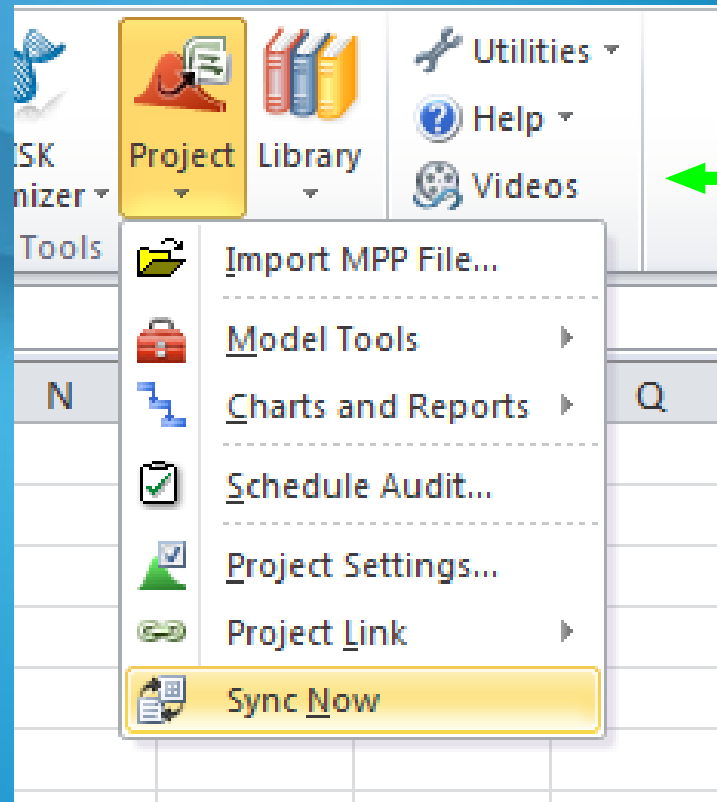 Utilities
Help
Videos
ISK
nizer
Project
Library
Tools
Import MPP File...
Model Tools
Charts and Reports
Schedule Audit...
Project Settings...
Project Link
Sync Now
N
Q